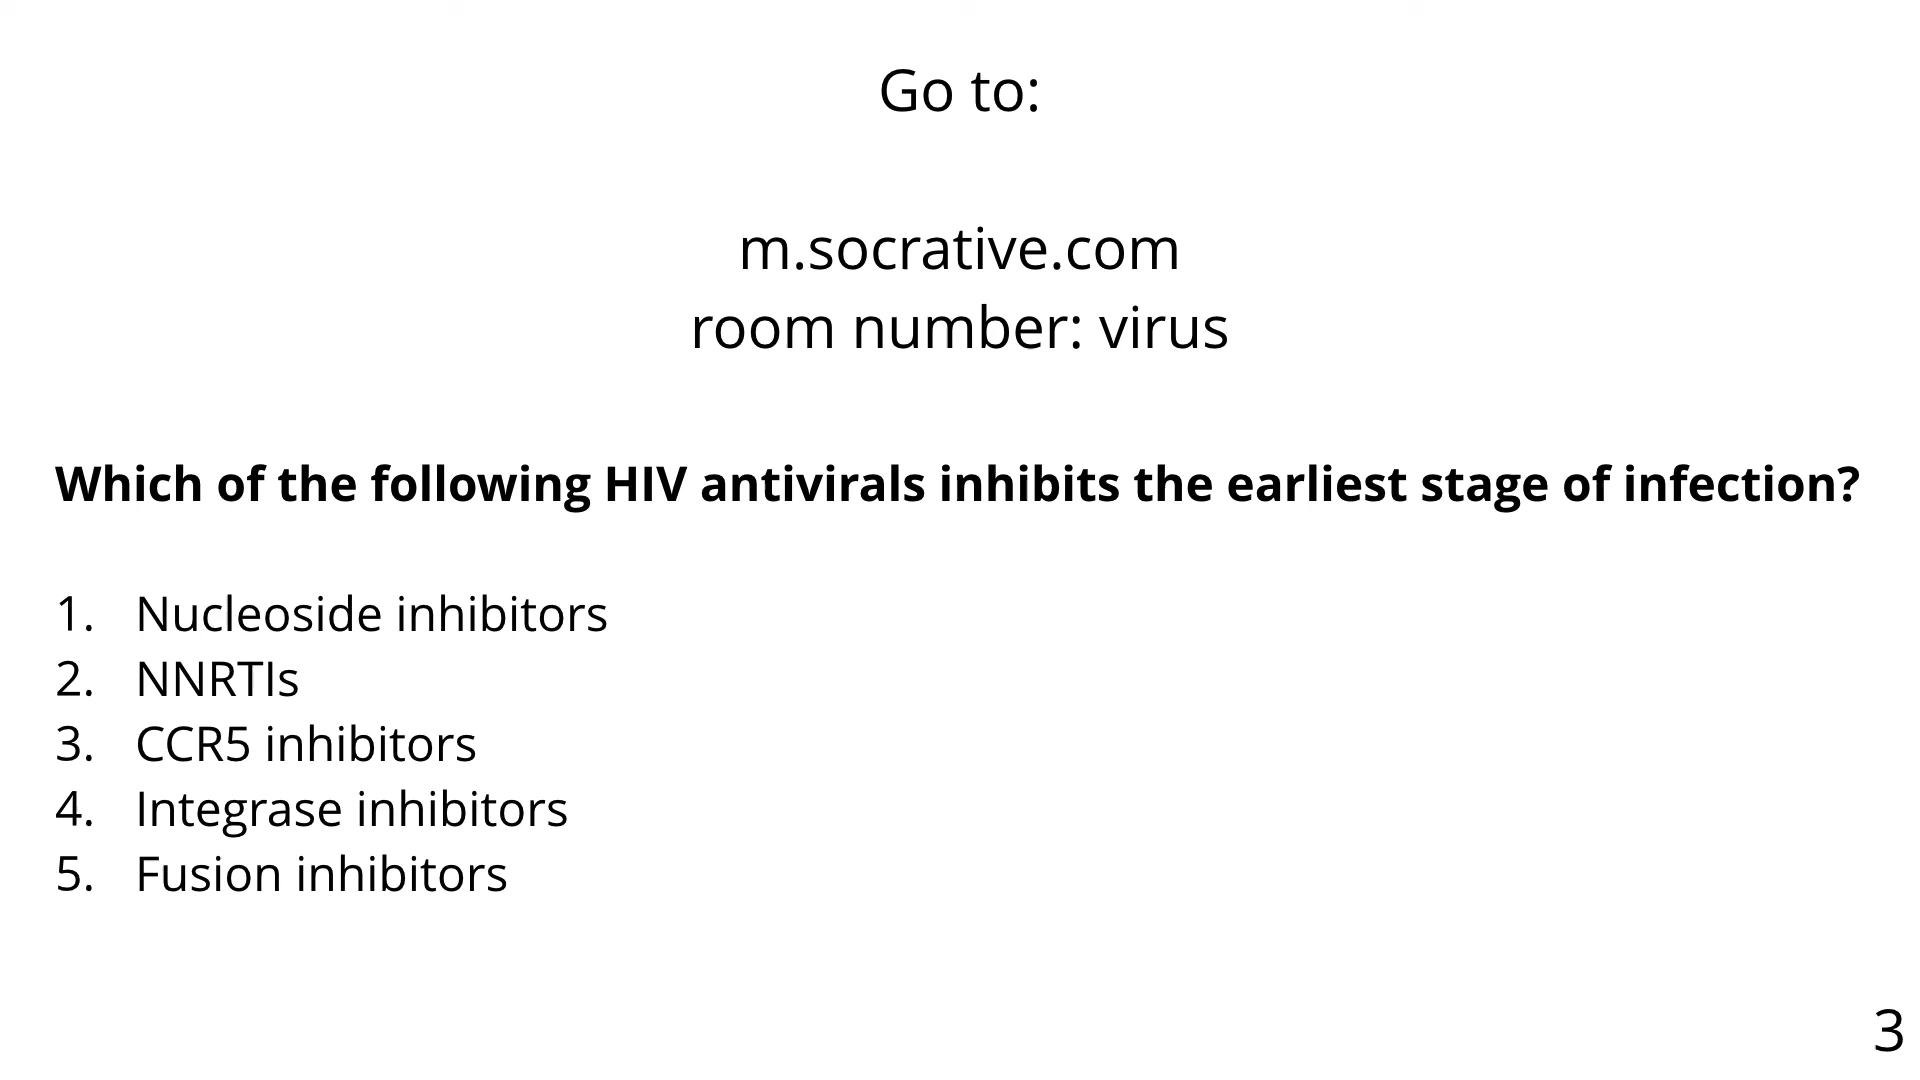 Go to:
m.socrative.com
room number: virus
Which of the following HIV antivirals inhibits the earliest stage of infection?
1. Nucleoside inhibitors
2. NNRTIs
3. CCR5 inhibitors
4. Integrase inhibitors
5. Fusion inhibitors
3